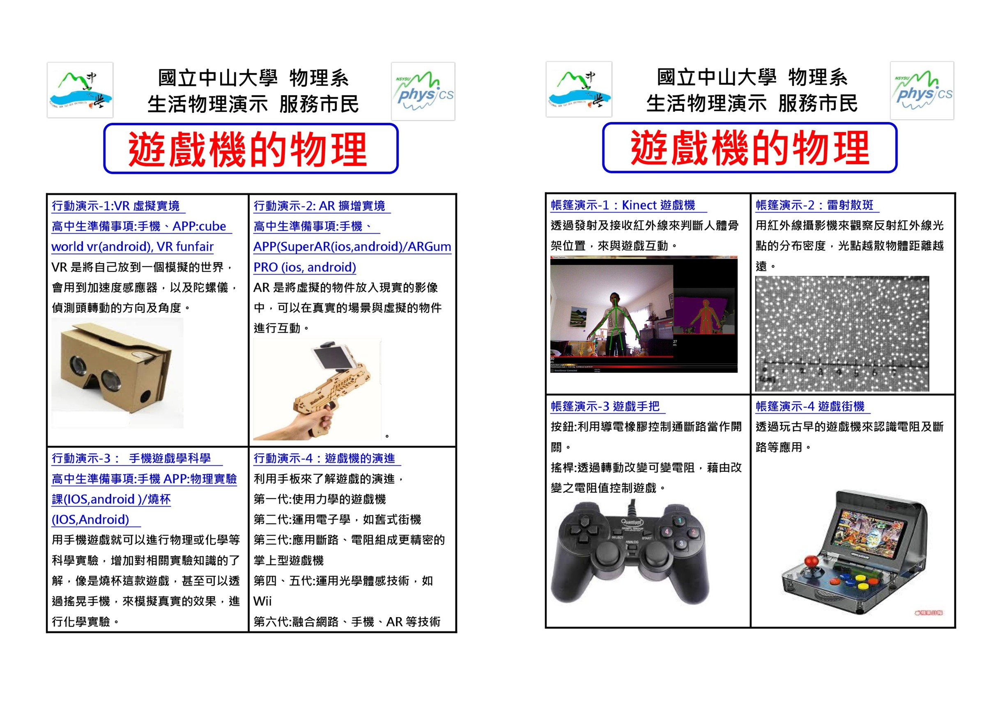 國立中山大學 物理系
生活物理演示 服務市民
NSYSU
physics
遊戲機的物理
行動演示-1:VR 虛擬實境
高中生準備事項:手機、APP:cube
world vr(android), VR funfair
VR 是將自己放到一個模擬的世界，
會用到加速度感應器，以及陀螺儀，
偵測頭轉動的方向及角度。
行動演示-2: AR 擴增實境
高中生準備事項:手機、
APP(SuperAR(ios,android)/ARGum
PRO (ios, android)
AR 是將虛擬的物件放入現實的影像
中，可以在真實的場景與虛擬的物件
進行互動。
。
行動演示-3： 手機遊戲學科學
高中生準備事項:手機 APP:物理實驗
課(IOS,android )/燒杯
(IOS,Android)
用手機遊戲就可以進行物理或化學等
科學實驗，增加對相關實驗知識的了
解，像是燒杯這款遊戲，甚至可以透
過搖晃手機，來模擬真實的效果，進
行化學實驗。
行動演示-4：遊戲機的演進
利用手板來了解遊戲的演進，
第一代:使用力學的遊戲機
第二代:運用電子學，如舊式街機
第三代:應用斷路、電阻組成更精密的
掌上型遊戲機
第四、五代:運用光學體感技術，如
Wii
第六代:融合網路、手機、AR 等技術
國立中山大學 物理系
生活物理演示 服務市民
NSYSU
physics
遊戲機的物理
帳篷演示-1：Kinect 遊戲機
透過發射及接收紅外線來判斷人體骨
架位置，來與遊戲互動。
帳篷演示-2：雷射散斑
用紅外線攝影機來觀察反射紅外線光
點的分布密度，光點越散物體距離越
遠。
帳篷演示-3 遊戲手把
按鈕:利用導電橡膠控制通斷路當作開
關。
搖桿:透過轉動改變可變電阻，藉由改
變之電阻值控制遊戲。
Quantum
QHMPL GROUP
SELECT
START
ANALOG
1
4
2
3
帳篷演示-4 遊戲街機
透過玩古早的遊戲機來認識電阻及斷
路等應用。
蘋果日報